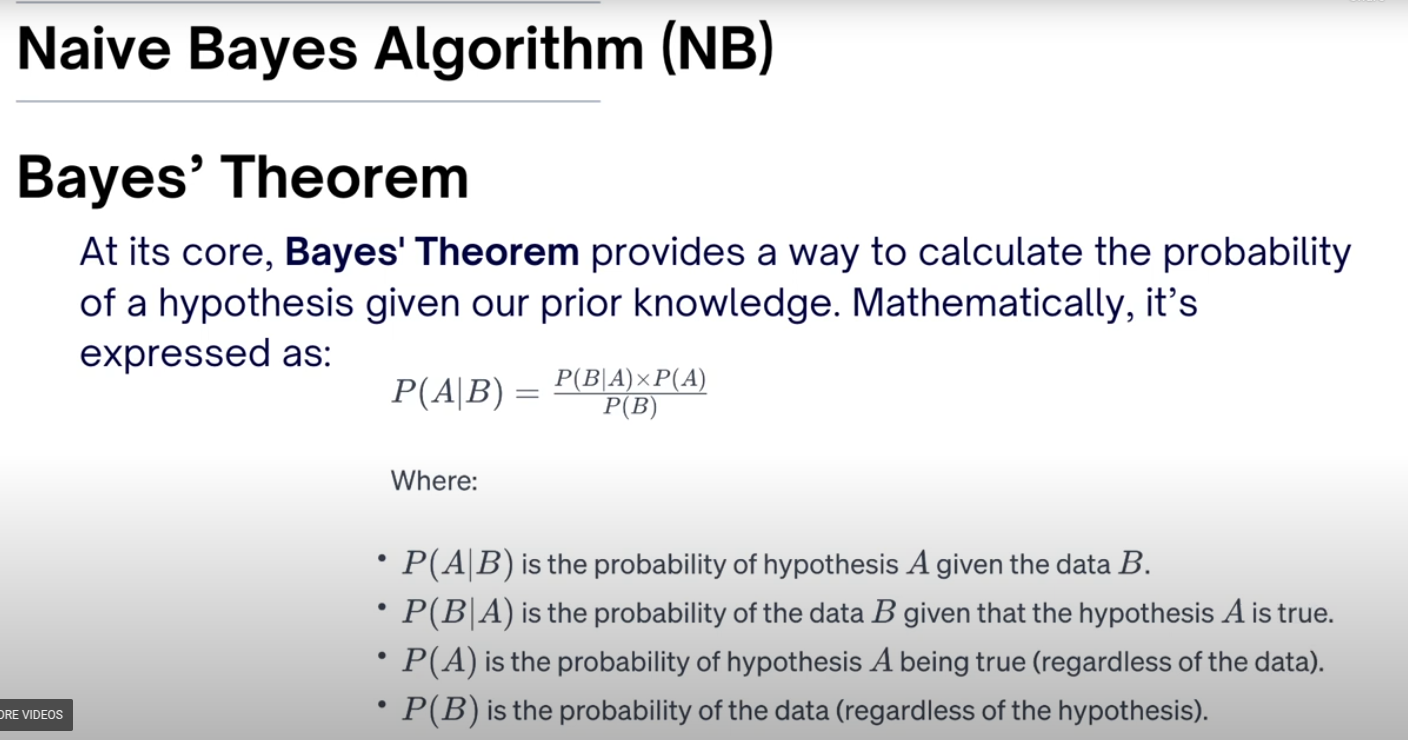 Naive Bayes Algorithm (NB)
Bayes’ Theorem
At its core, Bayes' Theorem provides a way to calculate the probability
of a hypothesis given our prior knowledge. Mathematically, it’s
expressed as:
P(A|B) = P(B|A)×P(A) / P(B)
Where:
• P(A|B) is the probability of hypothesis A given the data B.
• P(B|A) is the probability of the data B given that the hypothesis A is true.
• P(A) is the probability of hypothesis A being true (regardless of the data).
• P(B) is the probability of the data (regardless of the hypothesis).
ORE VIDEOS